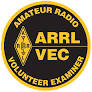 AMATEUR RADIO
ARRL
VEC
VOLUNTEER EXAMINER